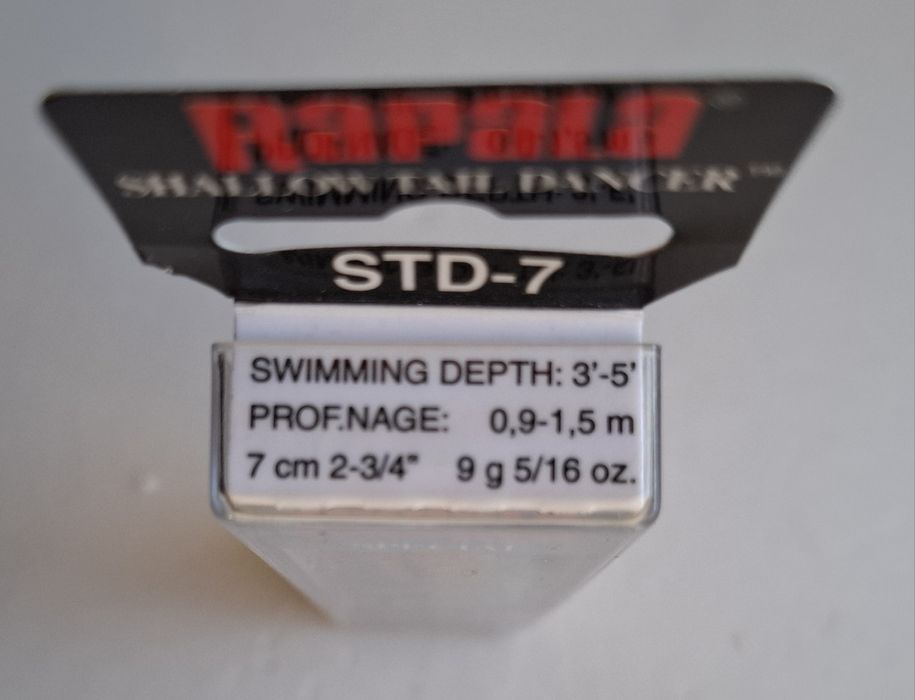 Rapala
SHALLOW TAIL DANCER™
STD-7
SWIMMING DEPTH: 3'-5'
PROF.NAGE: 0,9-1,5 m
7 cm 2-3/4" 9 g 5/16 oz.